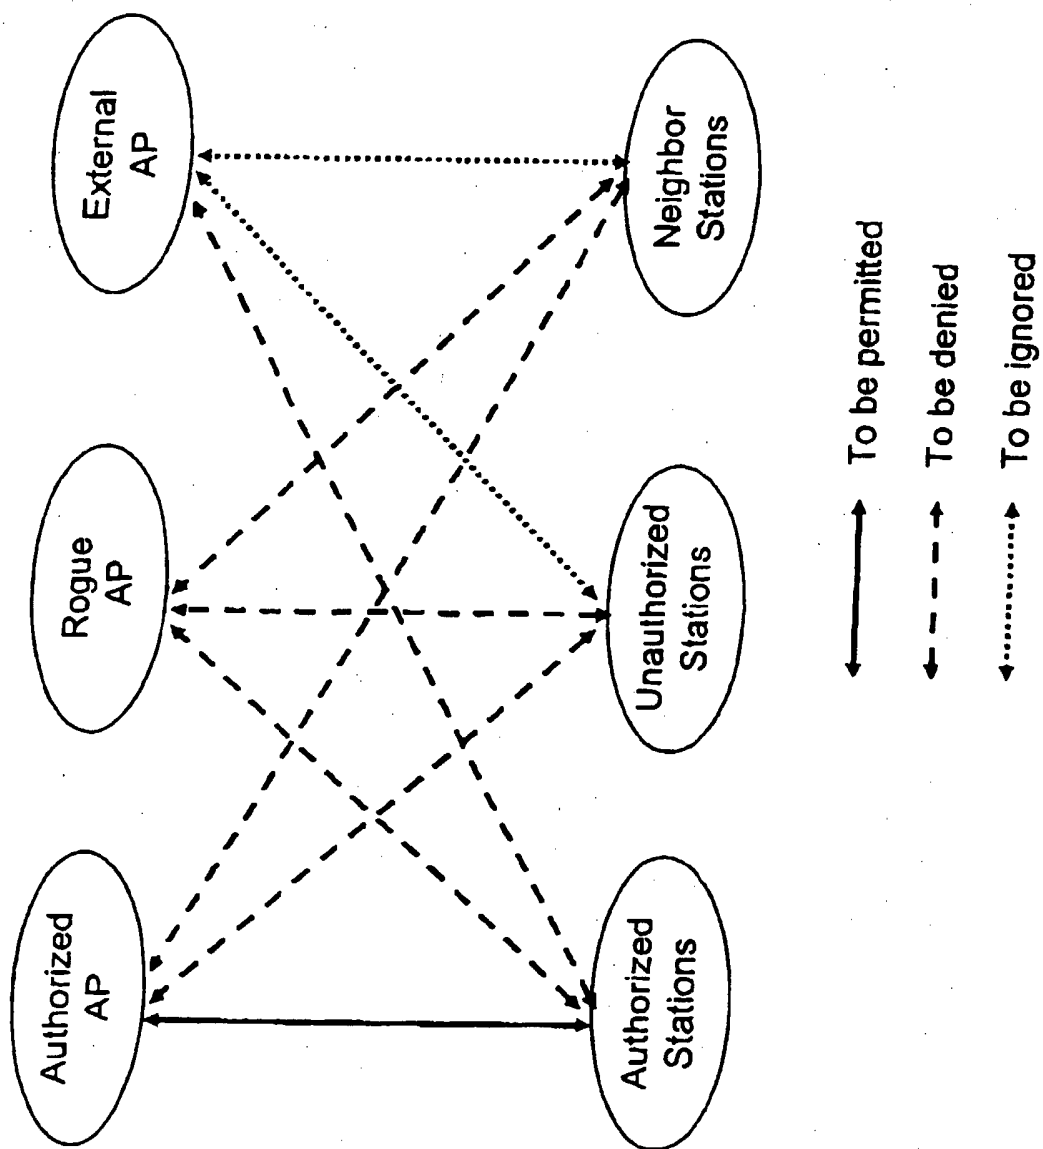 Authorized
AP
Rogue
AP
External
AP
Authorized
Stations
Unauthorized
Stations
Neighbor
Stations
To be permitted
To be denied
To be ignored